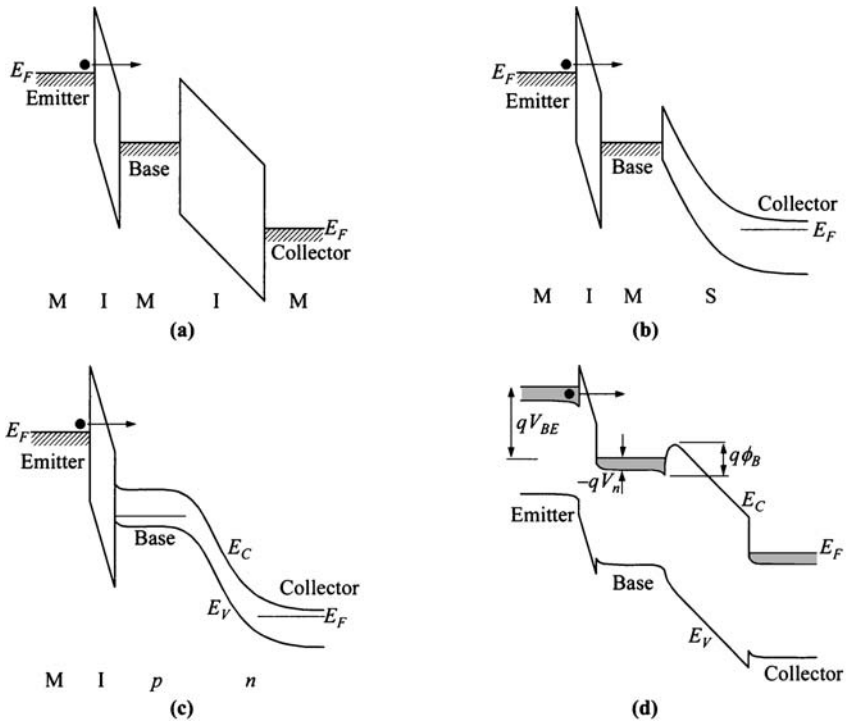 E_F
Emitter
Base
E_F
Collector
M I M I M
(a)
E_F
Emitter
Base
Collector
E_F
M I M S
(b)
E_F
Emitter
Base
E_C
E_V
Collector
E_F
M I p n
(c)
qV_BE
-qV_n
qϕ_B
E_C
E_F
Emitter
Base
E_V
Collector
(d)